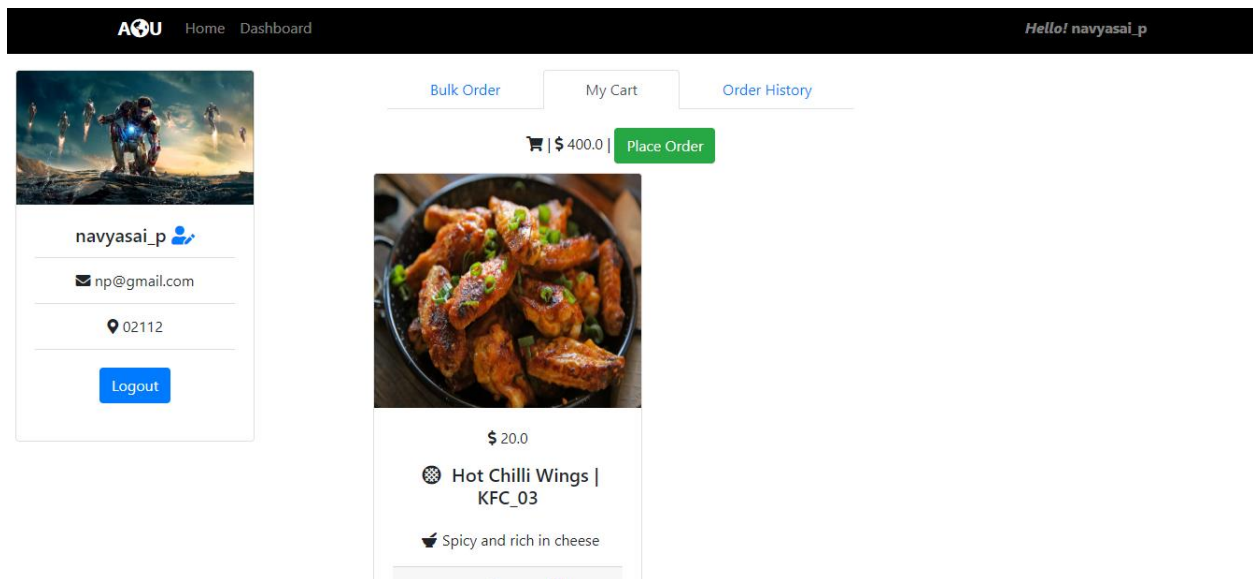 A U Home Dashboard Hello! navyasai_p
Bulk Order My Cart Order History
| $ 400.0 | Place Order
navyasai_p
np@gmail.com
02112
Logout
$ 20.0
Hot Chilli Wings |
KFC_03
Spicy and rich in cheese